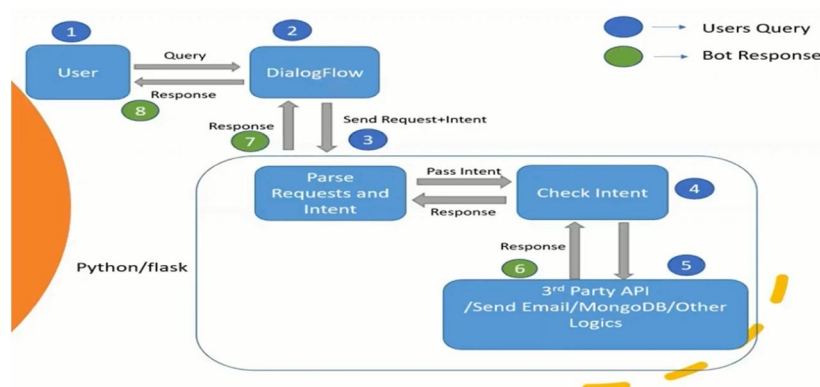 1
2
Users Query
Bot Response
User
Query
Response
DialogFlow
8
Response
7
Send Request+Intent
3
Parse
Requests and
Intent
Pass Intent
Response
Check Intent
4
Python/flask
Response
6
5
3rd Party API
/Send Email/MongoDB/Other
Logics